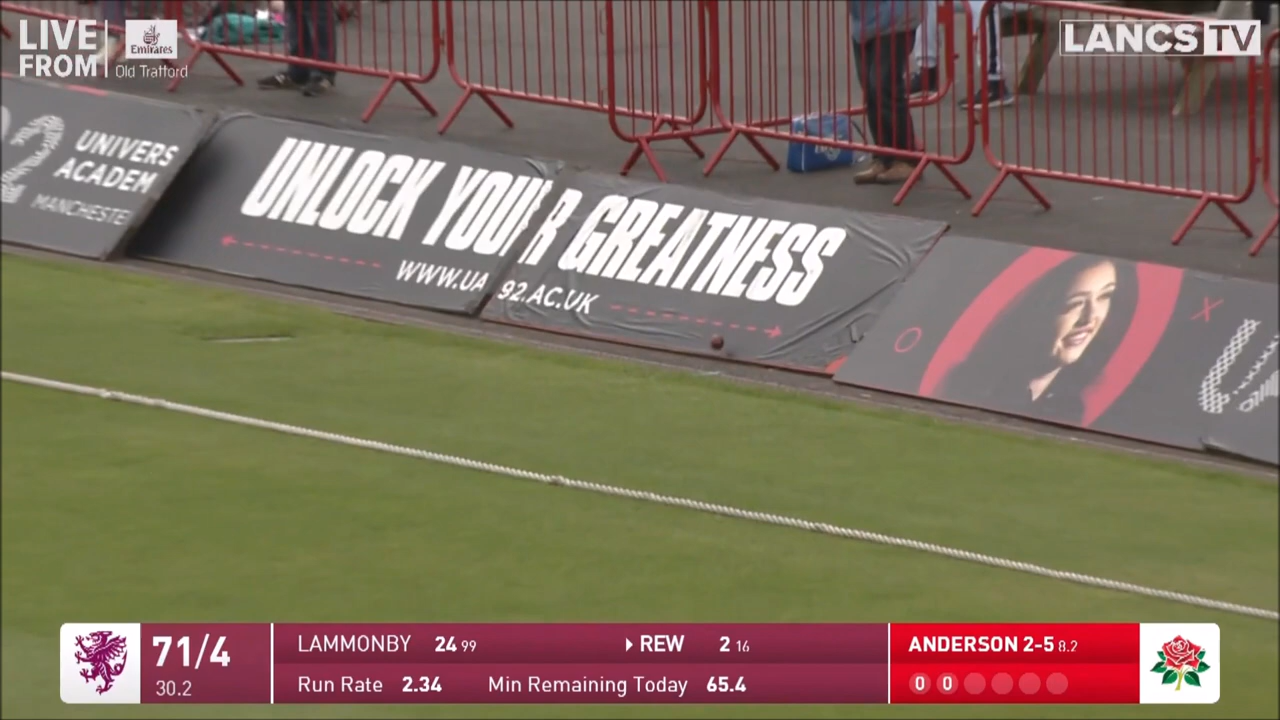 LIVE
FROM
Emirates
Old Trafford
LANCS TV
UNIVERS
ACADEM
MANCHESTE
UNLOCK YOUR GREATNESS
WWW.UA92.AC.UK
71/4
30.2
LAMMONBY 24 99
REW 2 16
Run Rate 2.34 Min Remaining Today 65.4
ANDERSON 2-5 8.2
0 0